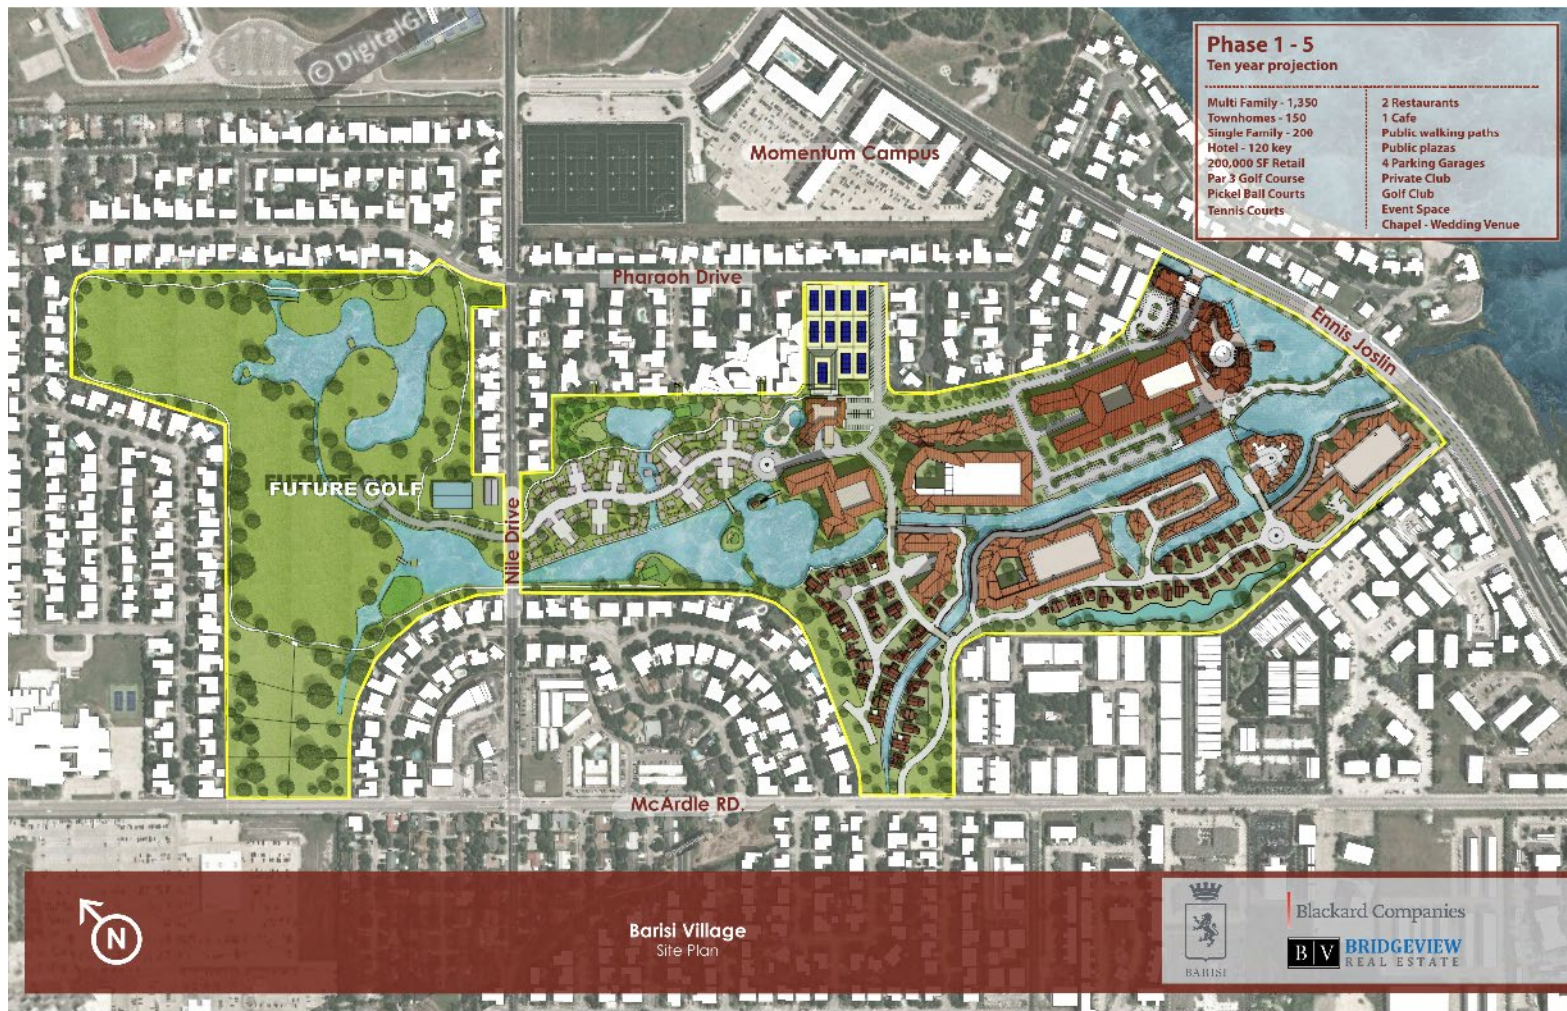 © DigitalGl
Phase 1 - 5
Ten year projection
Multi Family - 1,350
Townhomes - 150
Single Family - 200
Hotel - 120 key
200,000 SF Retail
Par 3 Golf Course
Pickel Ball Courts
Tennis Courts
2 Restaurants
1 Cafe
Public walking paths
Public plazas
4 Parking Garages
Private Club
Golf Club
Event Space
Chapel - Wedding Venue
Momentum Campus
Pharaoh Drive
Ennis Joslin
FUTURE GOLF
Nile Drive
McArdle RD.
N
Barisi Village
Site Plan
BARISI
Blackard Companies
B V BRIDGEVIEW
REAL ESTATE